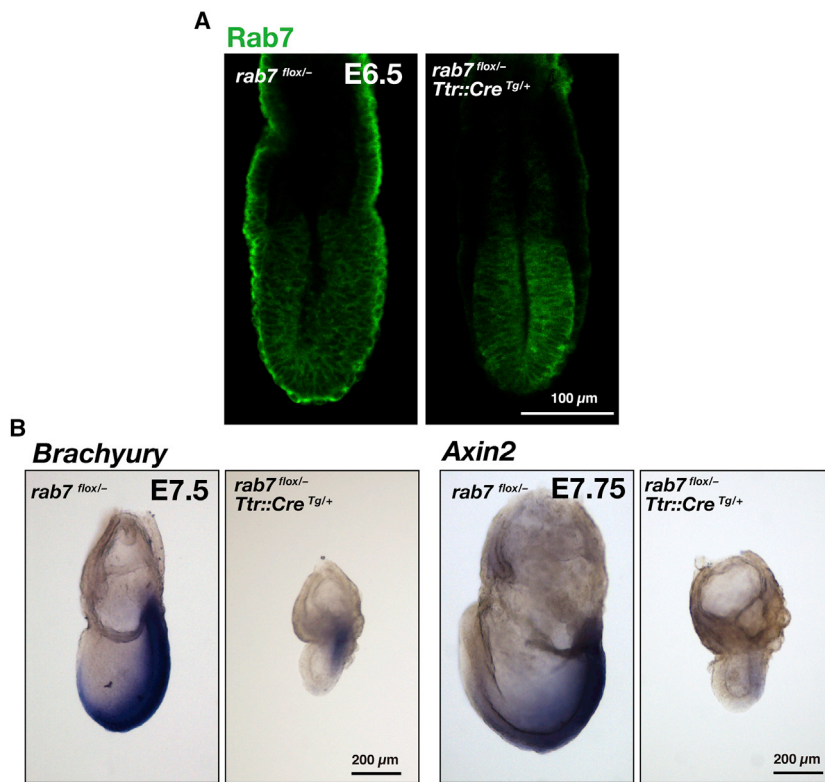 A
Rab7
rab7 flox/–
E6.5
rab7 flox/–
Ttr::Cre Tg/+
100 µm
B
Brachyury
rab7 flox/–
E7.5
rab7 flox/–
Ttr::Cre Tg/+
200 µm
Axin2
rab7 flox/–
E7.75
rab7 flox/–
Ttr::Cre Tg/+
200 µm